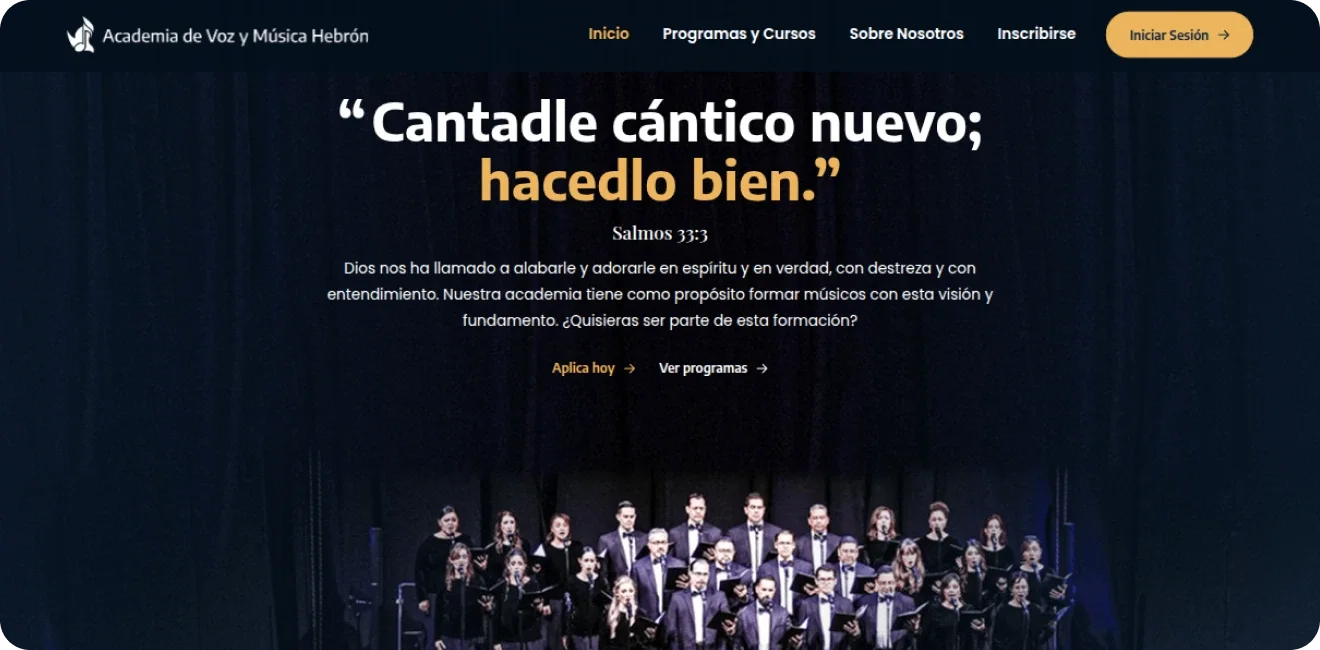 Academia de Voz y Música Hebrón
Inicio
Programas y Cursos
Sobre Nosotros
Inscribirse
Iniciar Sesión →
“Cantadle cántico nuevo;
hacedlo bien.”
Salmos 33:3
Dios nos ha llamado a alabarle y adorarle en espíritu y en verdad, con destreza y con
entendimiento. Nuestra academia tiene como propósito formar músicos con esta visión y
fundamento. ¿Quisieras ser parte de esta formación?
Aplica hoy →
Ver programas →